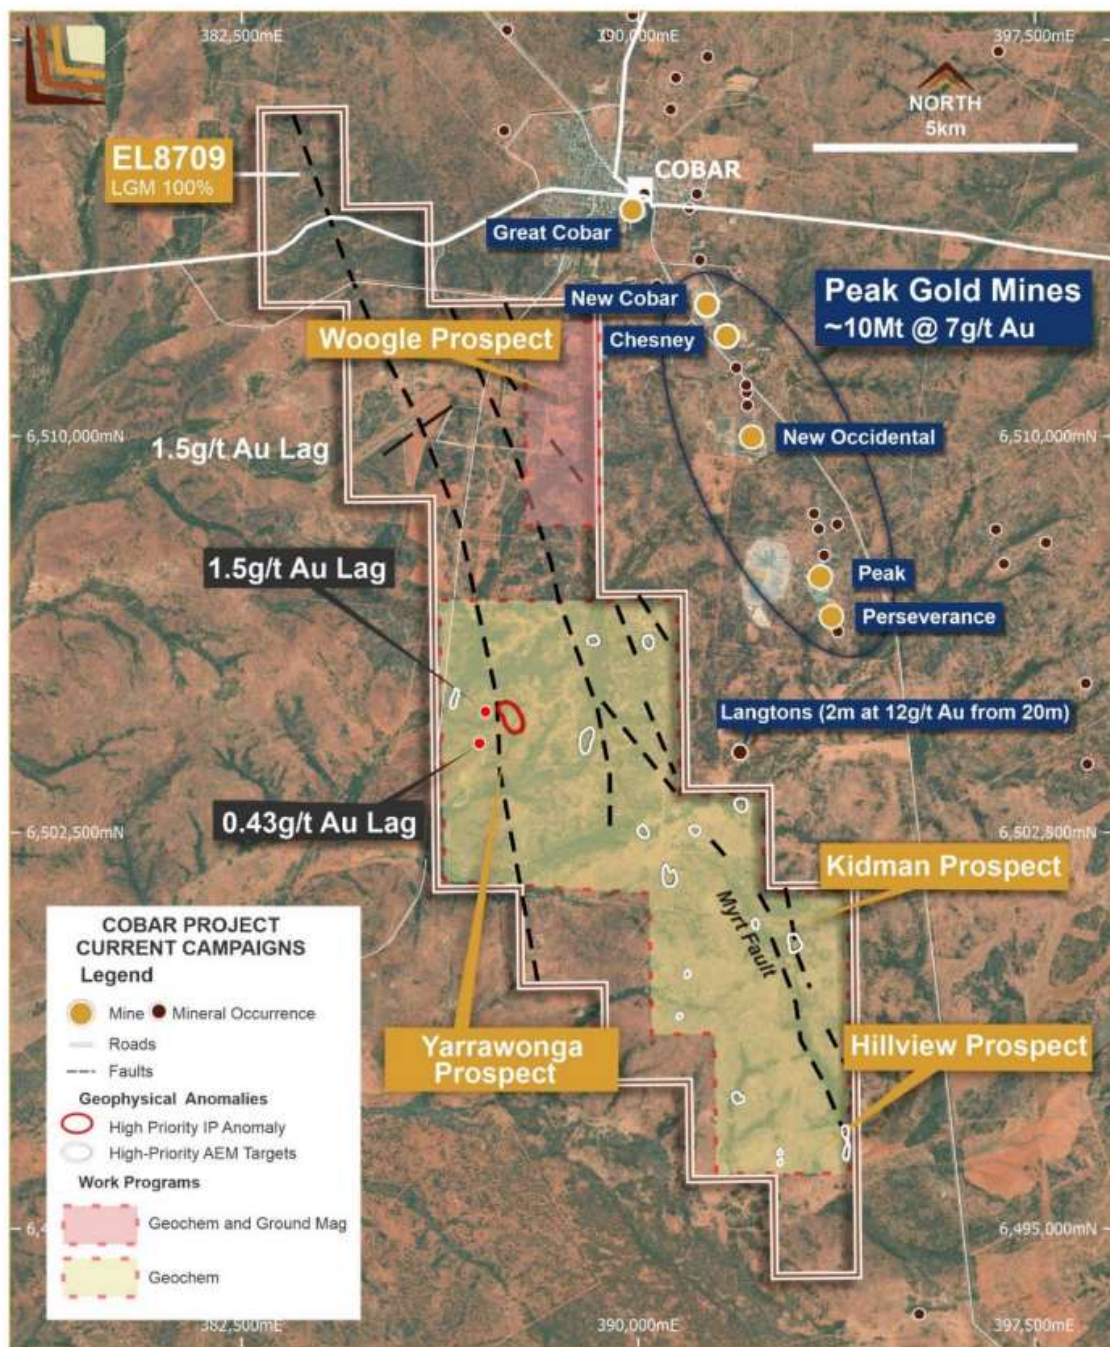 382,500mE
390,000mE
397,500mE
NORTH
5km
EL8709
LGM 100%
COBAR
Great Cobar
New Cobar
Chesney
Peak Gold Mines
~10Mt @ 7g/t Au
Woogle Prospect
6,510,000mN
1.5g/t Au Lag
New Occidental
6,510,000mN
1.5g/t Au Lag
Peak
Perseverance
Langtons (2m at 12g/t Au from 20m)
0.43g/t Au Lag
6,502,500mN
6,502,800mN
Kidman Prospect
Myrt Fault
COBAR PROJECT
CURRENT CAMPAIGNS
Legend
Mine
Mineral Occurrence
Roads
Faults
Geophysical Anomalies
High Priority IP Anomaly
High-Priority AEM Targets
Work Programs
Geochem and Ground Mag
Geochem
Yarrawonga
Prospect
Hillview Prospect
6,495,000mN
382,500mE
390,000mE
397,500mE